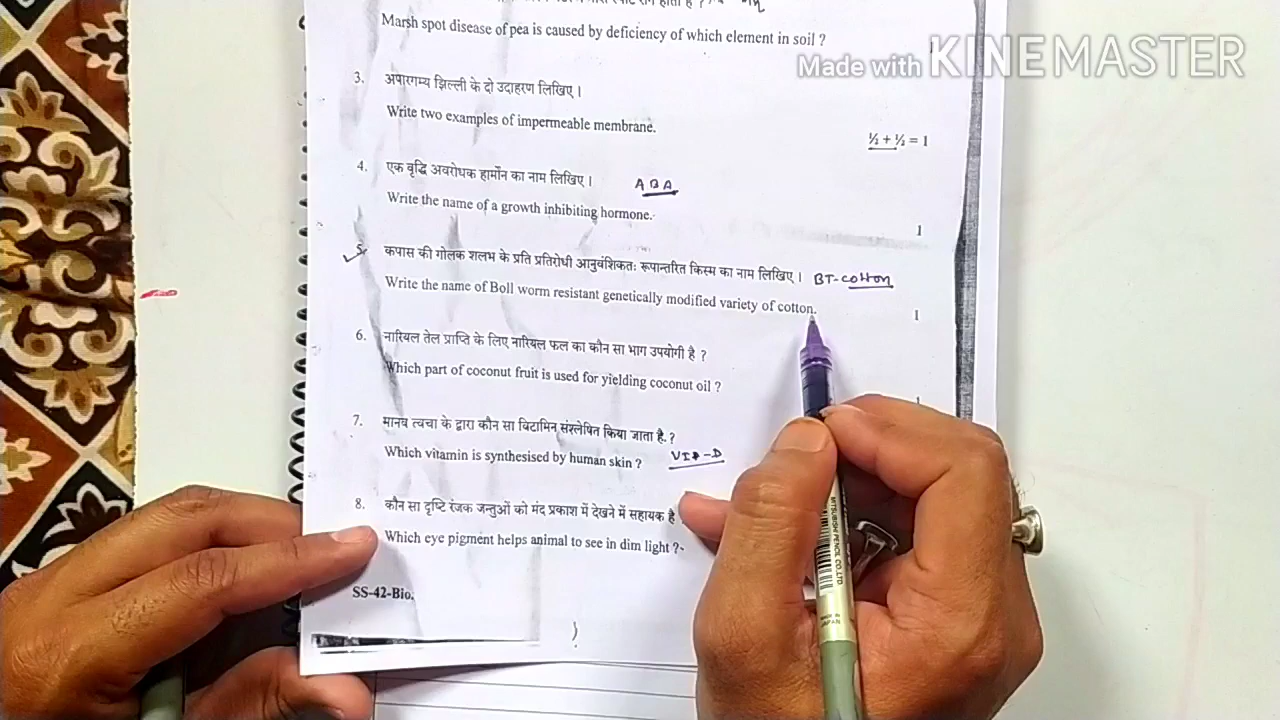 Marsh spot disease of pea is caused by deficiency of which element in soil ?
Made with KINEMASTER
3. अपारगम्य झिल्ली के दो उदाहरण लिखिए ।
Write two examples of impermeable membrane.
½ + ½ = 1
4. एक वृद्धि अवरोधक हार्मोन का नाम लिखिए । ABA
Write the name of a growth inhibiting hormone.
1
5. कपास की गोलक शलभ के प्रति प्रतिरोधी आनुवंशिकतः रूपान्तरित किस्म का नाम लिखिए । BT-cotton
Write the name of Boll worm resistant genetically modified variety of cotton.
1
6. नारियल तेल प्राप्ति के लिए नारियल फल का कौन सा भाग उपयोगी है ?
Which part of coconut fruit is used for yielding coconut oil ?
7. मानव त्वचा के द्वारा कौन सा विटामिन संश्लेषित किया जाता है ?
Which vitamin is synthesised by human skin ? VIT-D
8. कौन सा दृष्टि रंजक जन्तुओं को मंद प्रकाश में देखने में सहायक है
Which eye pigment helps animal to see in dim light ?
SS-42-Bio.
MITSUBISHI PENCIL CO.LTD